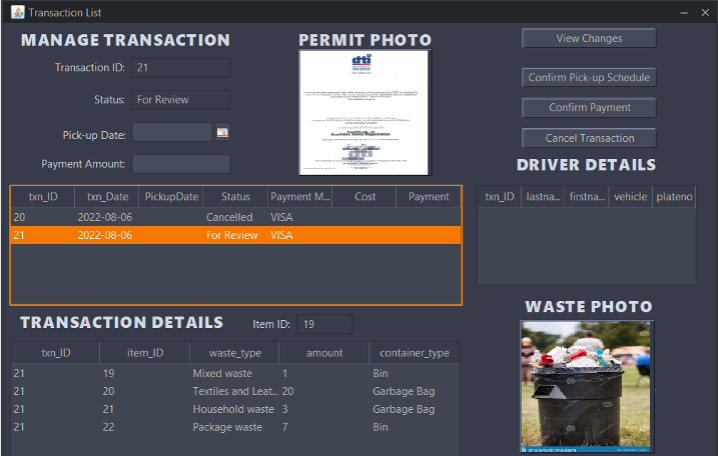 Transaction List
MANAGE TRANSACTION
Transaction ID: 21
Status: For Review
Pick-up Date:
Payment Amount:
PERMIT PHOTO
dti
View Changes
Confirm Pick-up Schedule
Confirm Payment
Cancel Transaction
DRIVER DETAILS
txn_ID txn_Date PickupDate Status Payment M... Cost Payment
20 2022-08-06 Cancelled VISA
21 2022-08-06 For Review VISA
txn_ID lastna... firstna... vehicle plateno
TRANSACTION DETAILS Item ID: 19
txn_ID item_ID waste_type amount container_type
21 19 Mixed waste 1 Bin
21 20 Textiles and Leat... 20 Garbage Bag
21 21 Household waste 3 Garbage Bag
21 22 Package waste 7 Bin
WASTE PHOTO